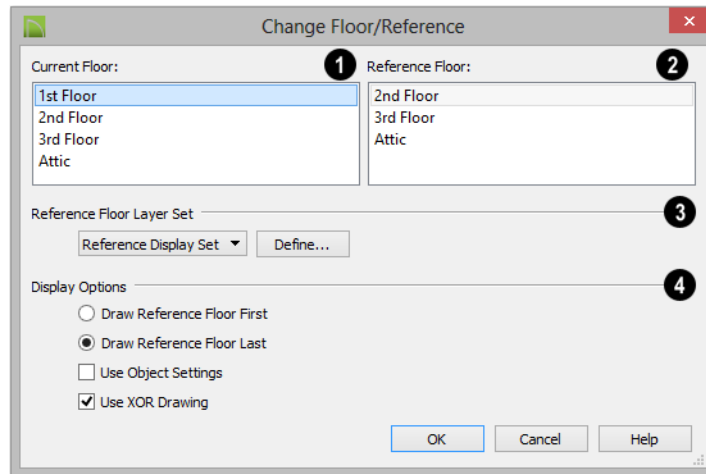 Change Floor/Reference
Current Floor: 1
Reference Floor: 2
1st Floor
2nd Floor
3rd Floor
Attic
2nd Floor
3rd Floor
Attic
Reference Floor Layer Set 3
Reference Display Set Define...
Display Options 4
Draw Reference Floor First
Draw Reference Floor Last
Use Object Settings
Use XOR Drawing
OK Cancel Help